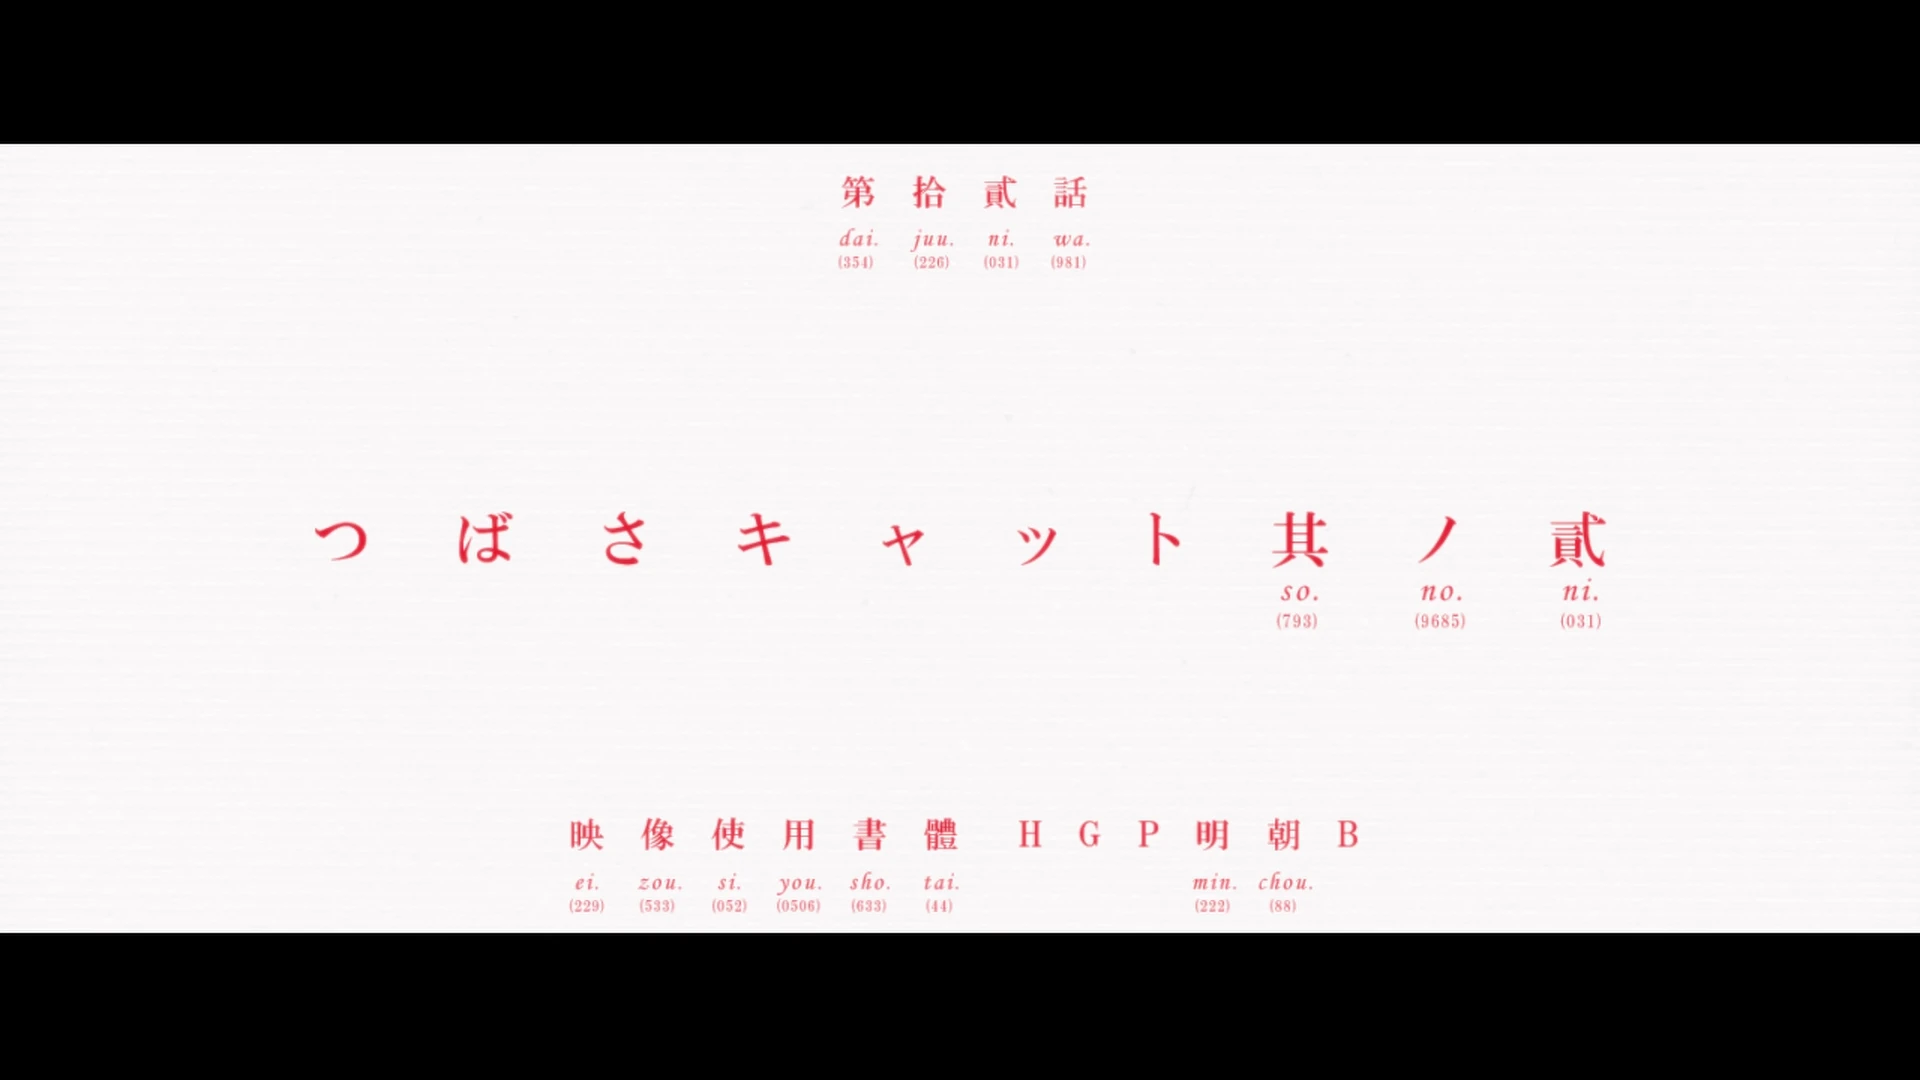 第拾貳話
dai. juu. ni. wa.
(354) (226) (031) (981)
つばさキャット其ノ貳
so. no. ni.
(793) (9685) (031)
映像使用書體 HGP明朝B
ei. zou. si. you. sho. tai. min. chou.
(229) (533) (052) (0506) (633) (44) (222) (88)